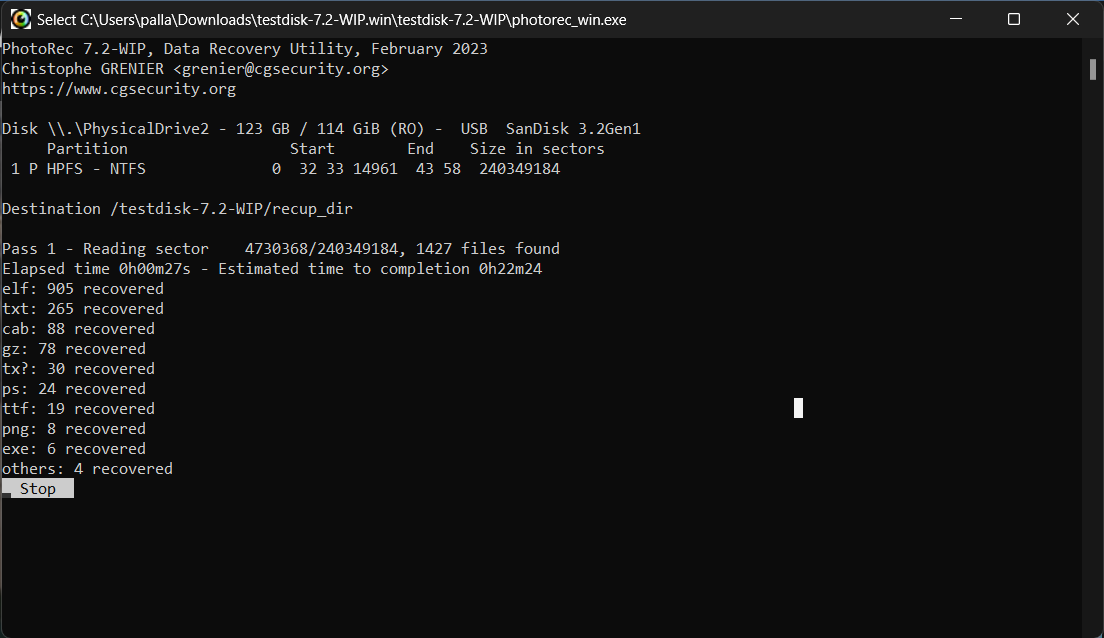 Select C:\Users\palla\Downloads\testdisk-7.2-WIP.win\testdisk-7.2-WIP\photorec_win.exe
PhotoRec 7.2-WIP, Data Recovery Utility, February 2023
Christophe GRENIER <grenier@cgsecurity.org>
https://www.cgsecurity.org
Disk \\.\PhysicalDrive2 - 123 GB / 114 GiB (RO) -  USB  SanDisk 3.2Gen1
     Partition                  Start        End    Size in sectors
 1 P HPFS - NTFS              0  32 33 14961  43 58  240349184
Destination /testdisk-7.2-WIP/recup_dir
Pass 1 - Reading sector    4730368/240349184, 1427 files found
Elapsed time 0h00m27s - Estimated time to completion 0h22m24
elf: 905 recovered
txt: 265 recovered
cab: 88 recovered
gz: 78 recovered
tx?: 30 recovered
ps: 24 recovered
ttf: 19 recovered
png: 8 recovered
exe: 6 recovered
others: 4 recovered
Stop